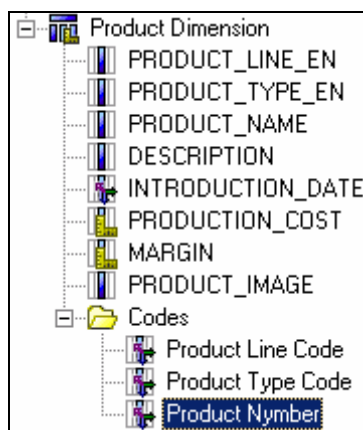 Product Dimension
PRODUCT_LINE_EN
PRODUCT_TYPE_EN
PRODUCT_NAME
DESCRIPTION
INTRODUCTION_DATE
PRODUCTION_COST
MARGIN
PRODUCT_IMAGE
Codes
Product Line Code
Product Type Code
Product Nymber